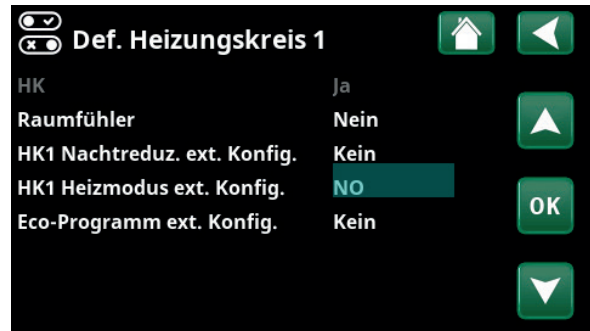 Def. Heizungskreis 1
HK Ja
Raumfühler Nein
HK1 Nachtreduz. ext. Konfig. Kein
HK1 Heizmodus ext. Konfig. NO
Eco-Programm ext. Konfig. Kein
OK